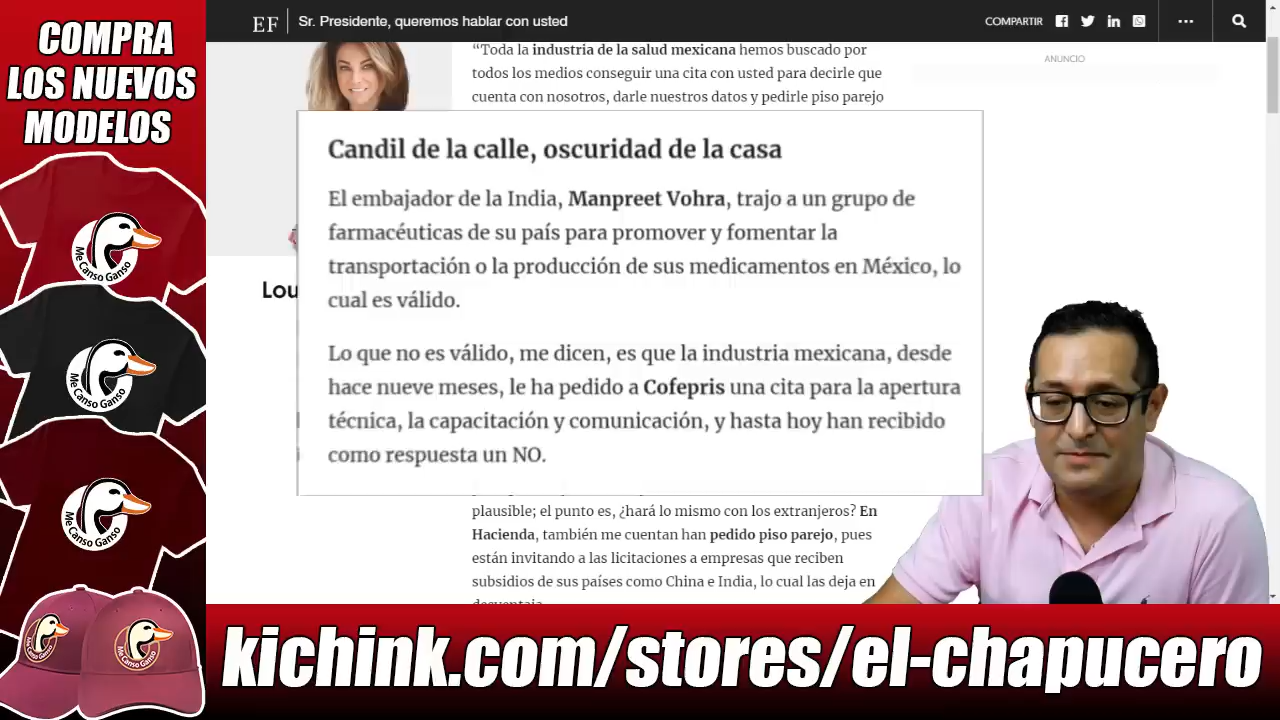 COMPRA
LOS NUEVOS
MODELOS
EF
Sr. Presidente, queremos hablar con usted
COMPARTIR
“Toda la industria de la salud mexicana hemos buscado por
todos los medios conseguir una cita con usted para decirle que
cuenta con nosotros, darle nuestros datos y pedirle piso parejo
ANUNCIO
Candil de la calle, oscuridad de la casa
El embajador de la India, Manpreet Vohra, trajo a un grupo de
farmacéuticas de su país para promover y fomentar la
transportación o la producción de sus medicamentos en México, lo
cual es válido.
Lo que no es válido, me dicen, es que la industria mexicana, desde
hace nueve meses, le ha pedido a Cofepris una cita para la apertura
técnica, la capacitación y comunicación, y hasta hoy han recibido
como respuesta un NO.
Lou
plausible; el punto es, ¿hará lo mismo con los extranjeros? En
Hacienda, también me cuentan han pedido piso parejo, pues
están invitando a las licitaciones a empresas que reciben
subsidios de sus países como China e India, lo cual las deja en
desventaja
Me Canso Ganso
Me Canso Ganso
Me Canso Ganso
Me Canso Ganso
Me Canso Ganso
kichink.com/stores/el-chapucero